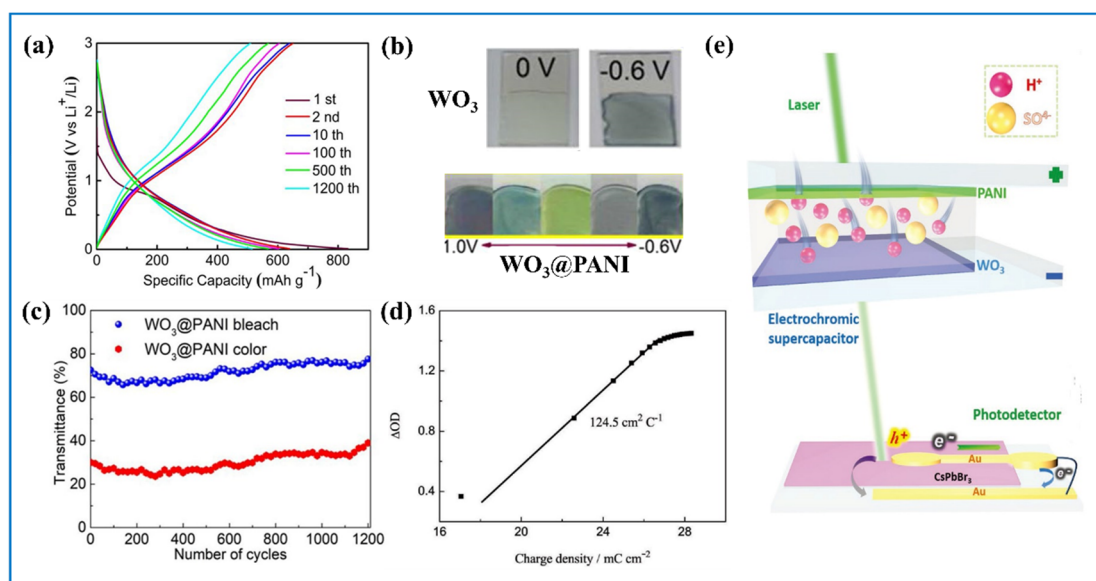 (a)
3
2
1
0
Potential (V vs Li⁺/Li)
1 st
2 nd
10 th
100 th
500 th
1200 th
0 200 400 600 800
Specific Capacity (mAh g⁻¹)
(b)
WO₃
0 V
-0.6 V
1.0V
-0.6V
WO₃@PANI
(c)
100
80
60
40
20
0
Transmittance (%)
WO₃@PANI bleach
WO₃@PANI color
0 200 400 600 800 1000 1200
Number of cycles
(d)
1.6
1.2
0.8
0.4
ΔOD
124.5 cm² C⁻¹
16 20 24 28
Charge density / mC cm⁻²
(e)
Laser
H⁺
SO⁴⁻
PANI
WO₃
Electrochromic
supercapacitor
Photodetector
h⁺
e⁻
Au
CsPbBr₃
e⁻
Au